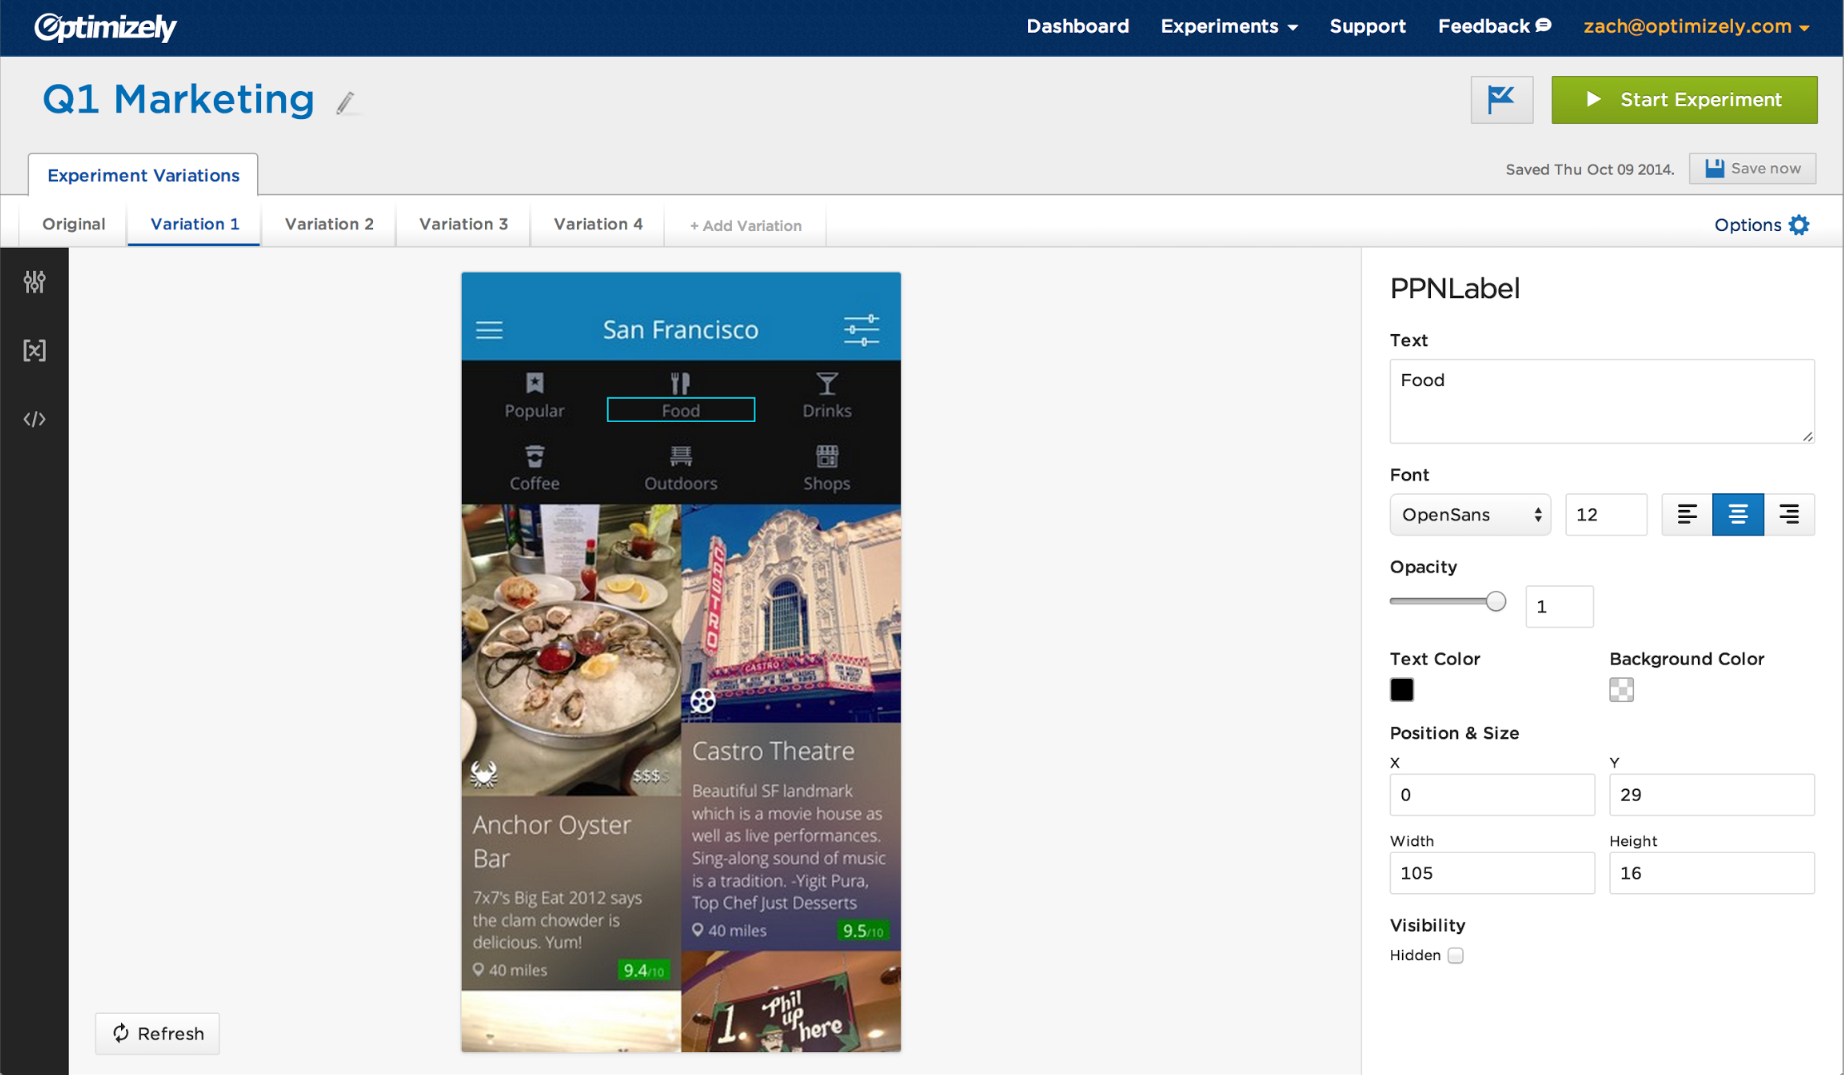 Optimizely
Dashboard Experiments Support Feedback zach@optimizely.com
Q1 Marketing
Start Experiment
Experiment Variations
Saved Thu Oct 09 2014. Save now
Original Variation 1 Variation 2 Variation 3 Variation 4 + Add Variation
Options
San Francisco
Popular Food Drinks
Coffee Outdoors Shops
CASTRO
CASTRO
$$$$
Anchor Oyster
Bar
7x7's Big Eat 2012 says
the clam chowder is
delicious. Yum!
40 miles 9.4/10
Castro Theatre
Beautiful SF landmark
which is a movie house as
well as live performances.
Sing-along sound of music
is a tradition. -Yigit Pura,
Top Chef Just Desserts
40 miles 9.5/10
1. Phil
up
here
Refresh
PPNLabel
Text
Food
Font
OpenSans 12
Opacity
1
Text Color Background Color
Position & Size
X Y
0 29
Width Height
105 16
Visibility
Hidden